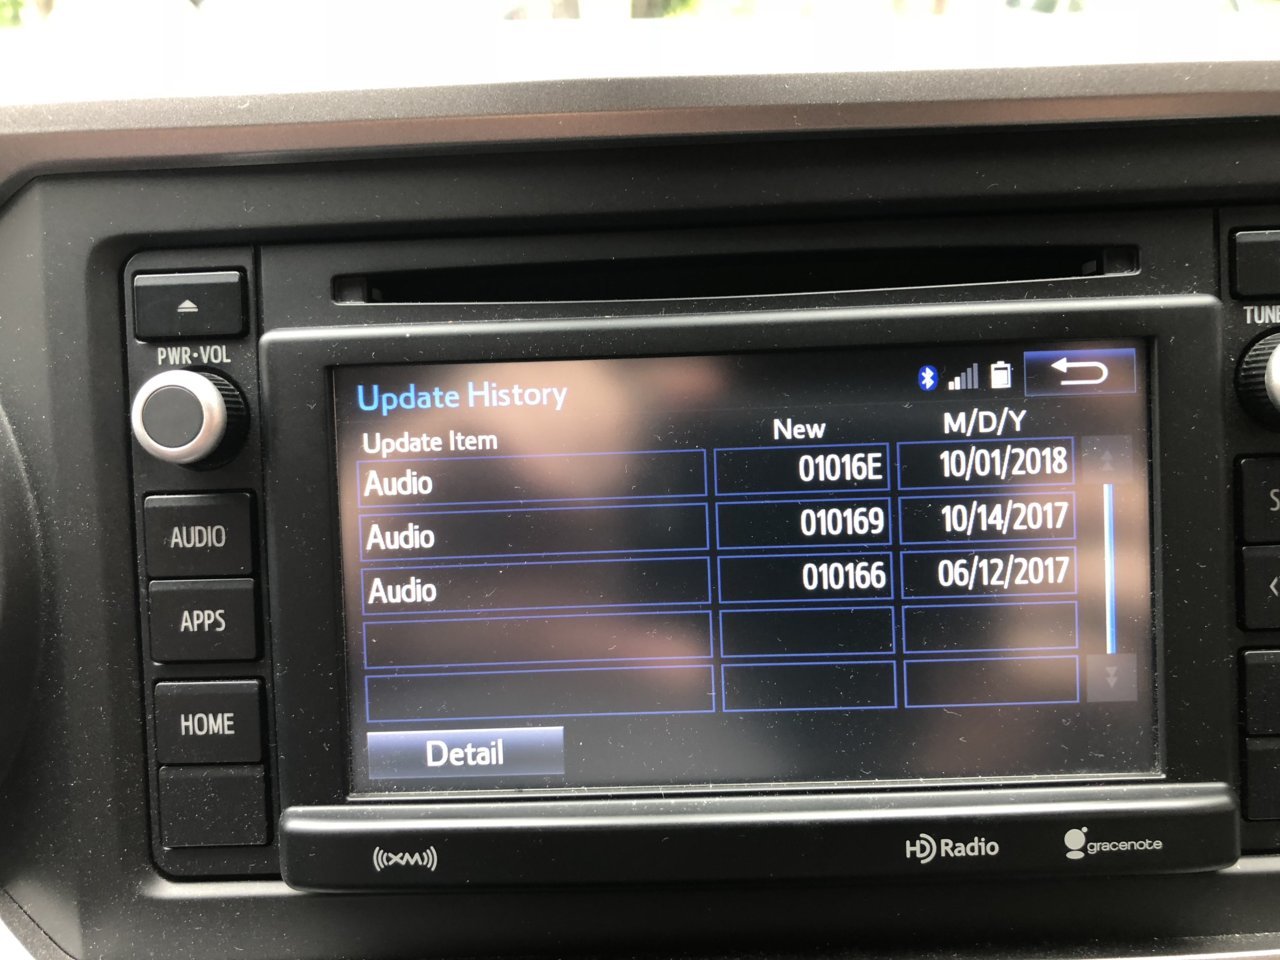 PWR•VOL
TUNE
Update History
M/D/Y
New
Update Item
Audio 01016E 10/01/2018
Audio 010169 10/14/2017
Audio 010166 06/12/2017
AUDIO
APPS
HOME
Detail
((XM))
HD Radio
gracenote